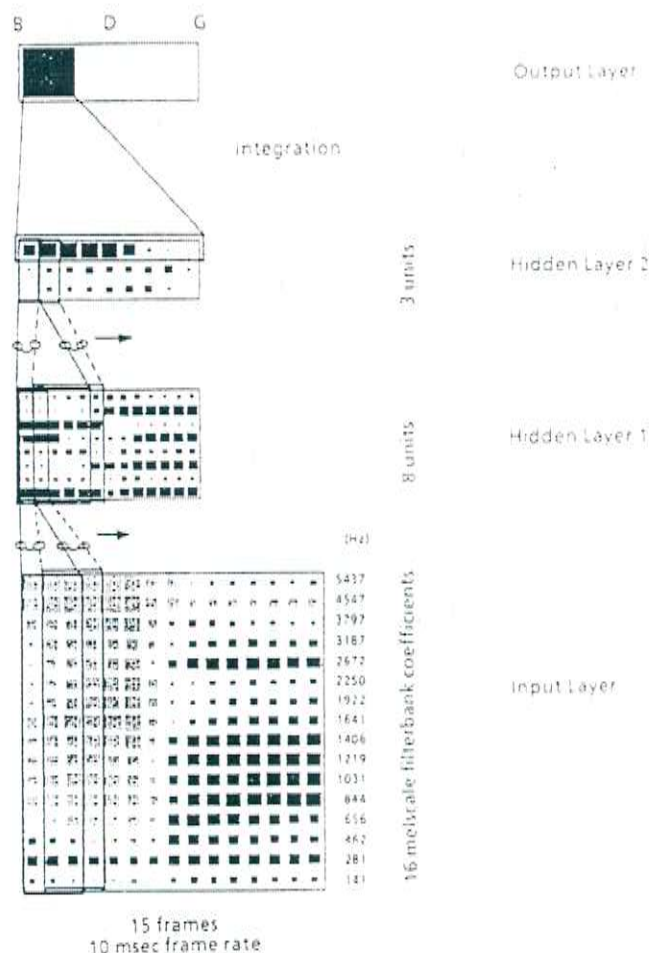 B D G
Output Layer
integration
3 units
Hidden Layer 2
8 units
Hidden Layer 1
(Hz)
5437
4547
3797
3187
2672
2250
1922
1641
1406
1219
1031
844
656
462
281
141
16 melscale filterbank coefficients
Input Layer
15 frames
10 msec frame rate